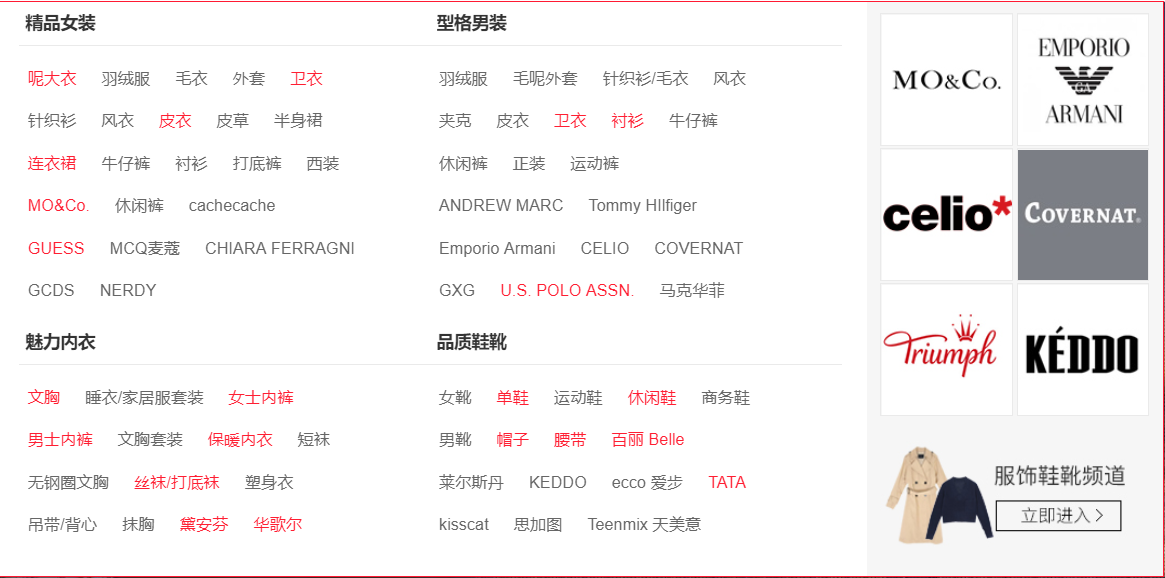 精品女装
呢大衣 羽绒服 毛衣 外套 卫衣
针织衫 风衣 皮衣 皮草 半身裙
连衣裙 牛仔裤 衬衫 打底裤 西装
MO&Co. 休闲裤 cachecache
GUESS MCQ麦蔻 CHIARA FERRAGNI
GCDS NERDY
型格男装
羽绒服 毛呢外套 针织衫/毛衣 风衣
夹克 皮衣 卫衣 衬衫 牛仔裤
休闲裤 正装 运动裤
ANDREW MARC Tommy HIlfiger
Emporio Armani CELIO COVERNAT
GXG U.S. POLO ASSN. 马克华菲
魅力内衣
文胸 睡衣/家居服套装 女士内裤
男士内裤 文胸套装 保暖内衣 短袜
无钢圈文胸 丝袜/打底袜 塑身衣
吊带/背心 抹胸 黛安芬 华歌尔
品质鞋靴
女靴 单鞋 运动鞋 休闲鞋 商务鞋
男靴 帽子 腰带 百丽 Belle
莱尔斯丹 KEDDO ecco 爱步 TATA
kisscat 思加图 Teenmix 天美意
MO&Co.
EMPORIO
ARMANI
celio*
COVERNAT®
Triumph
KÉDDO
服饰鞋靴频道
立即进入 >